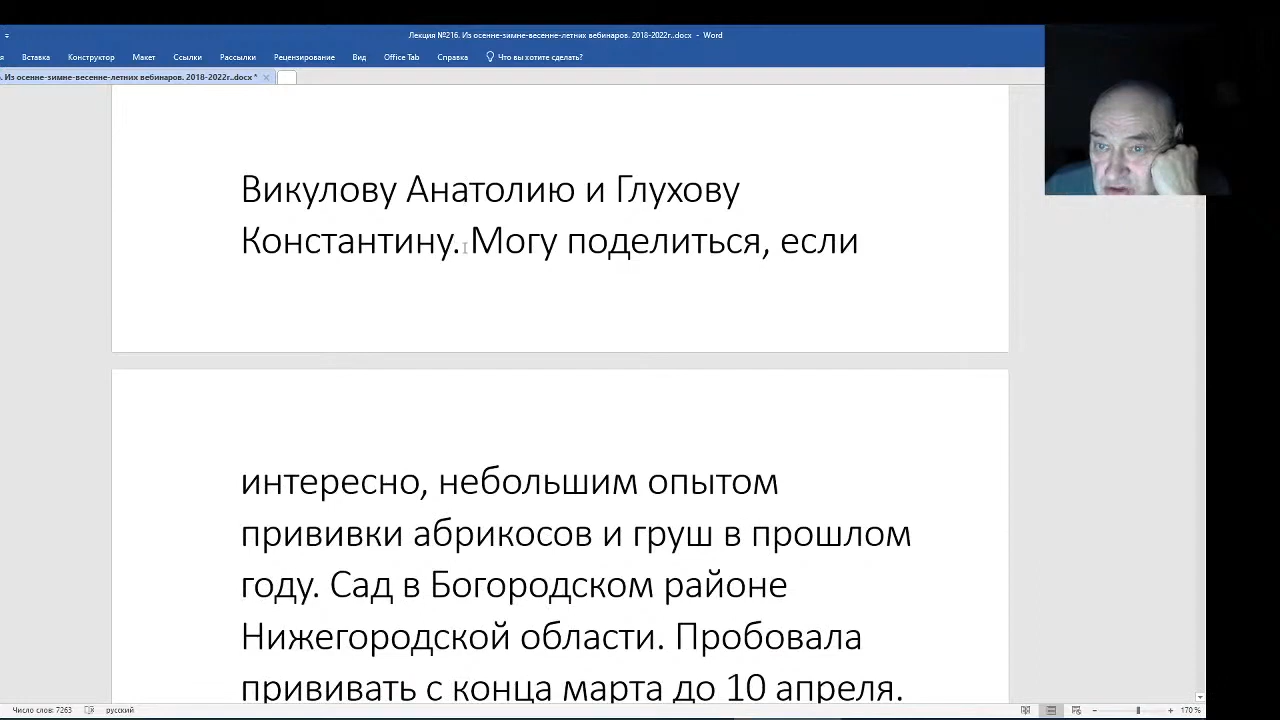 Лекция №216. Из осенне-зимне-весенне-летних вебинаров. 2018-2022г..docx - Word
Вставка Конструктор Макет Ссылки Рассылки Рецензирование Вид Office Tab Справка Что вы хотите сделать?
. Из осенне-зимне-весенне-летних вебинаров. 2018-2022г..docx *
Викулову Анатолию и Глухову
Константину. Могу поделиться, если
интересно, небольшим опытом
прививки абрикосов и груш в прошлом
году. Сад в Богородском районе
Нижегородской области. Пробовала
прививать с конца марта до 10 апреля.
Число слов: 7263 русский 170 %